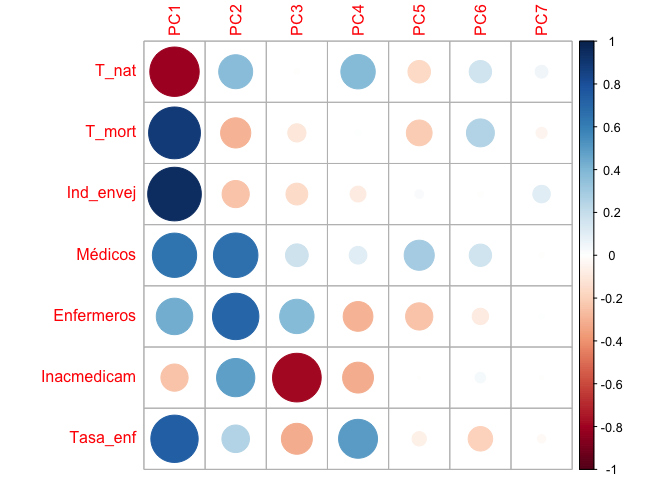 PC1 PC2 PC3 PC4 PC5 PC6 PC7
T_nat
T_mort
Ind_envej
Médicos
Enfermeros
Inacmedicam
Tasa_enf
1
0.8
0.6
0.4
0.2
0
-0.2
-0.4
-0.6
-0.8
-1